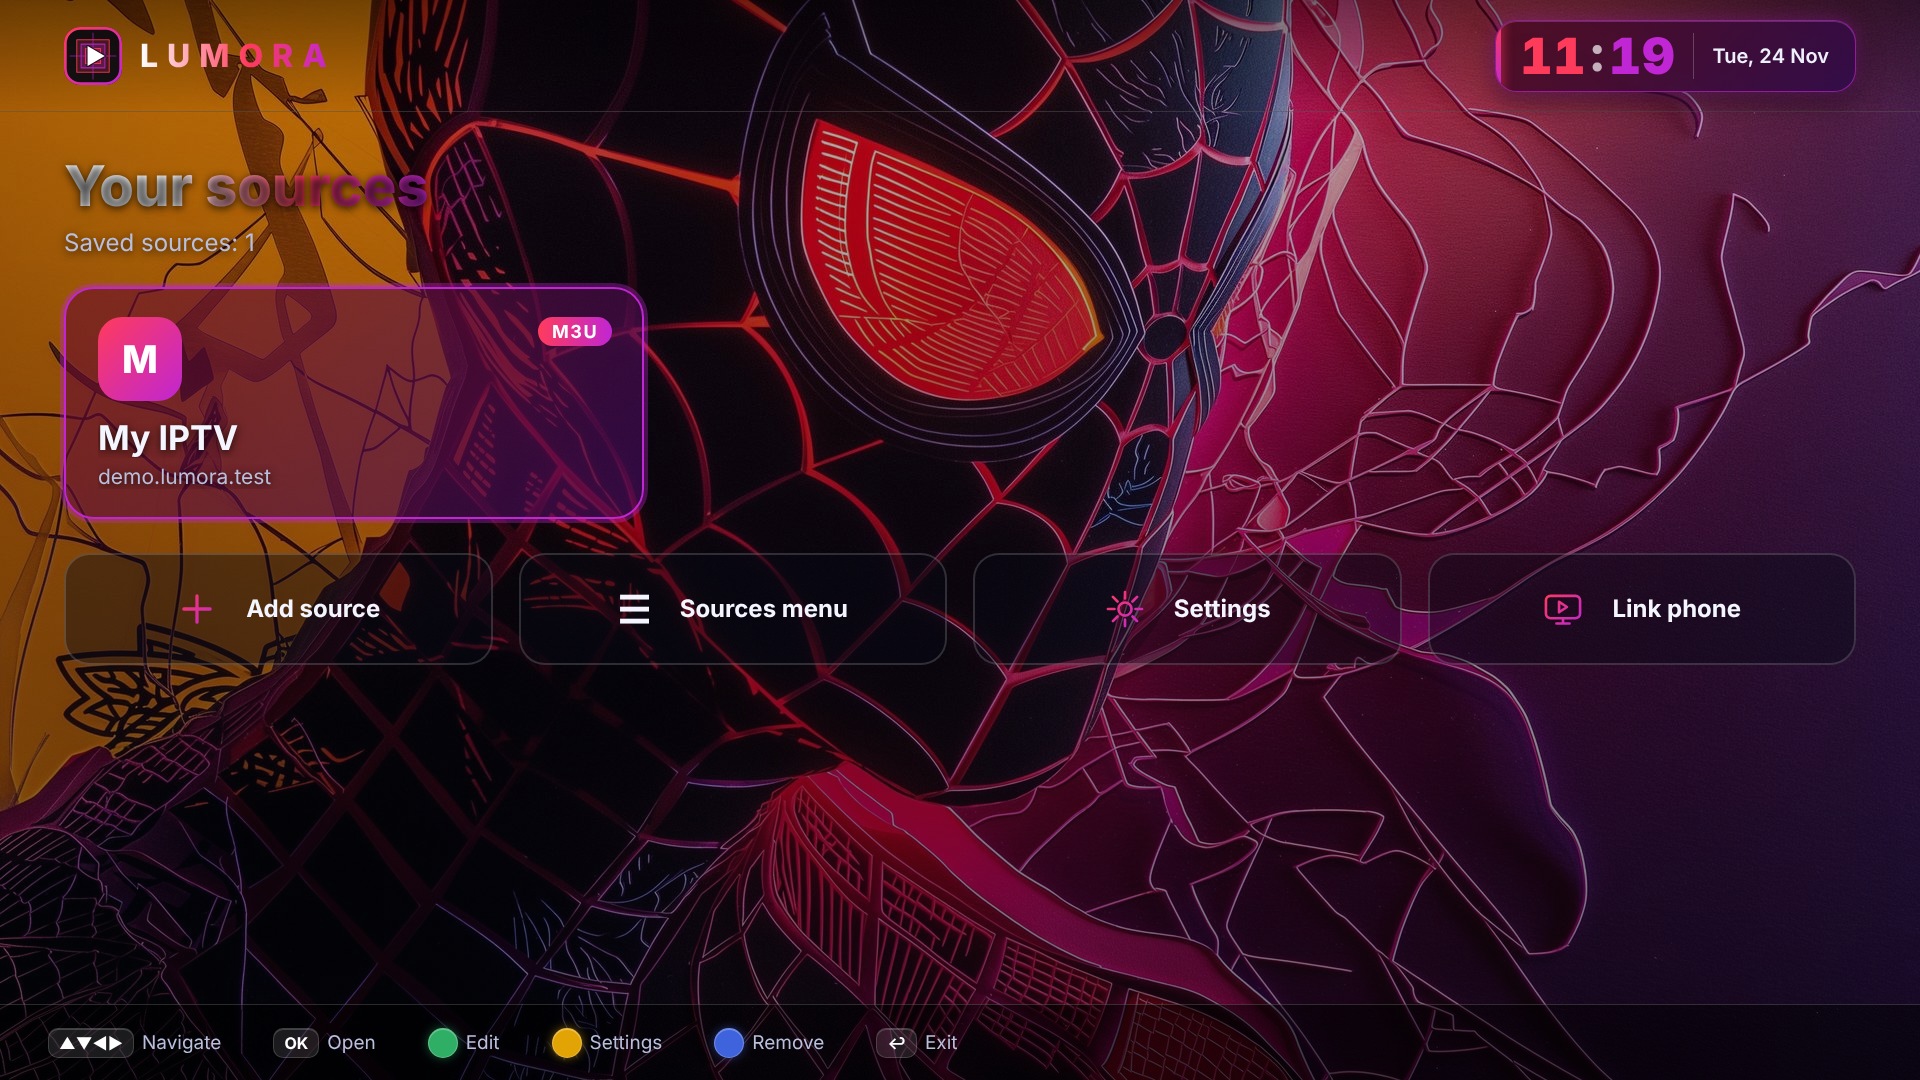 LUMORA
11:19 Tue, 24 Nov
Your sources
Saved sources: 1
M3U
M
My IPTV
demo.lumora.test
Add source
Sources menu
Settings
Link phone
Navigate OK Open Edit Settings Remove Exit